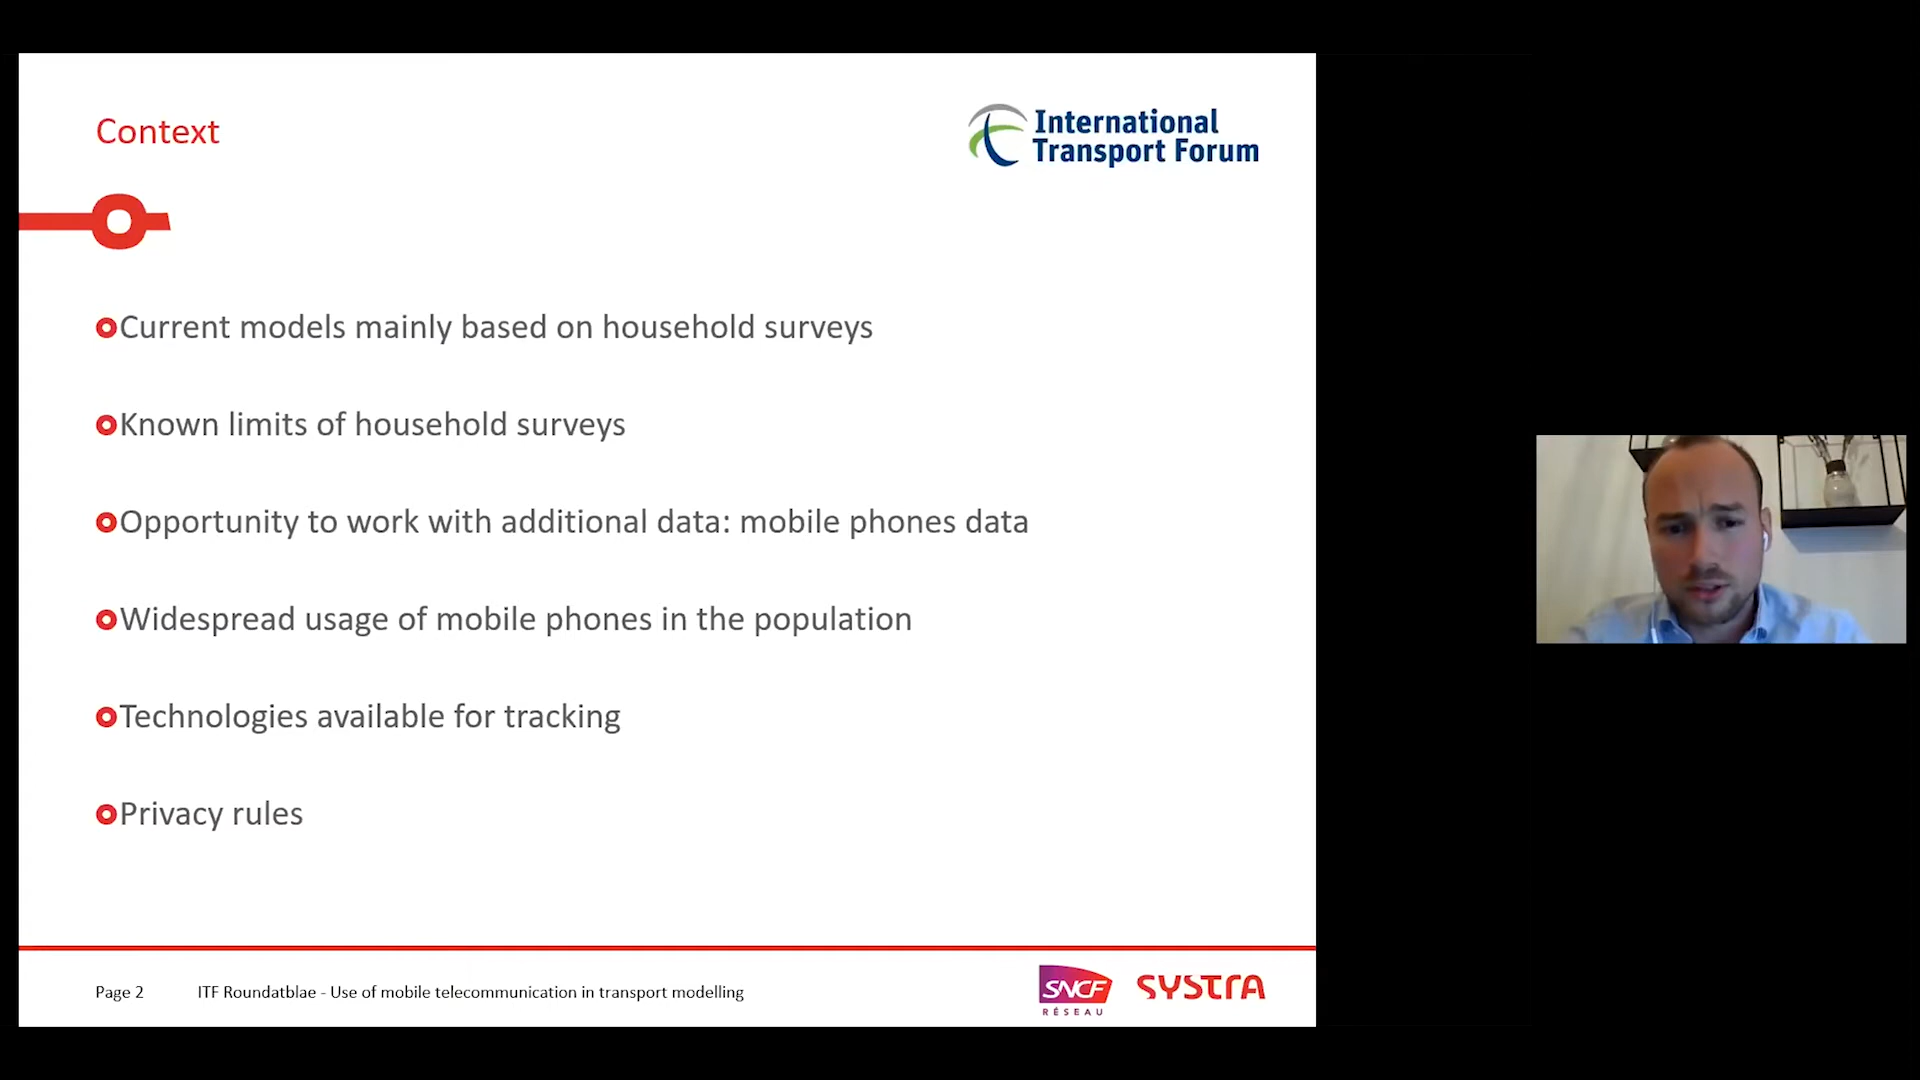 Context
International
Transport Forum
Current models mainly based on household surveys
Known limits of household surveys
Opportunity to work with additional data: mobile phones data
Widespread usage of mobile phones in the population
Technologies available for tracking
Privacy rules
Page 2
ITF Roundatblae - Use of mobile telecommunication in transport modelling
SNCF
RÉSEAU
SYSTRA